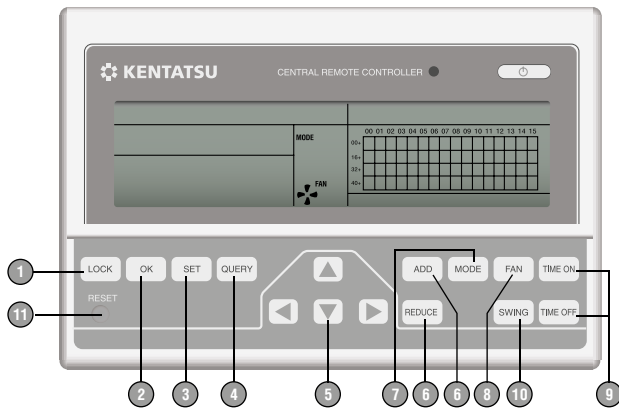 KENTATSU
CENTRAL REMOTE CONTROLLER
MODE
00 01 02 03 04 05 06 07 08 09 10 11 12 13 14 15
00+
16+
32+
40+
FAN
1 LOCK OK SET QUERY 7 ADD MODE FAN TIME ON
11 RESET REDUCE SWING TIME OFF
2 3 4 5 7 6 6 8 10 9